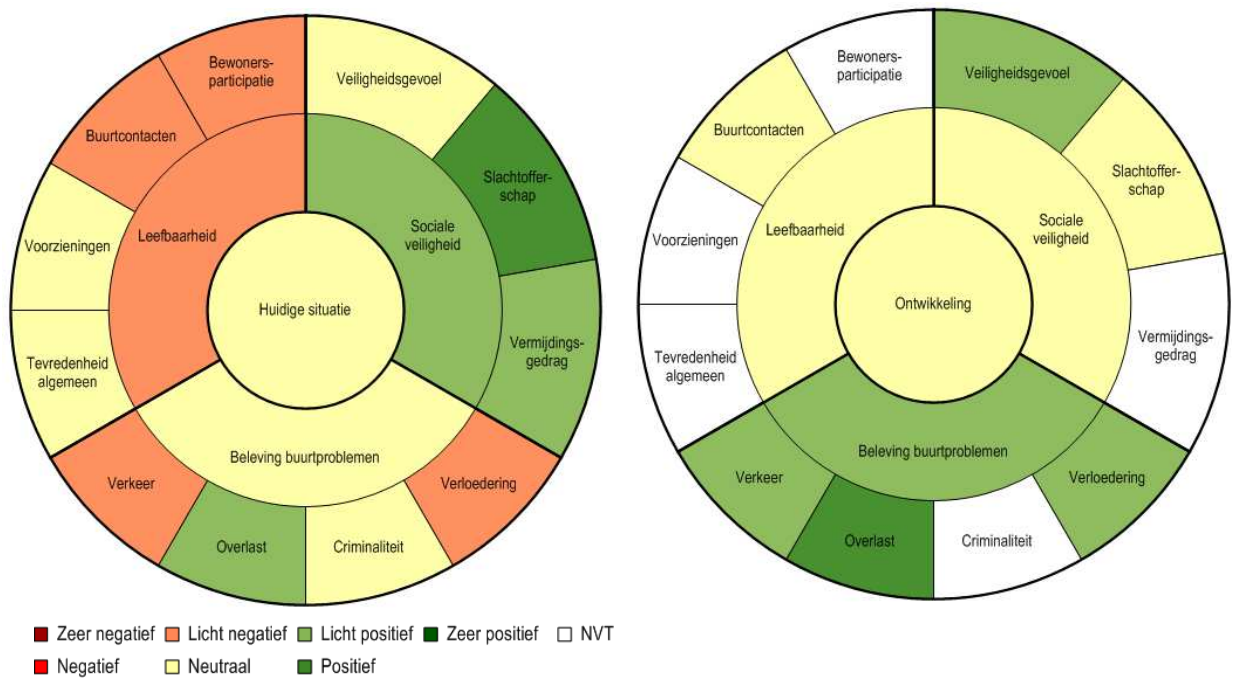 Bewoners-
participatie
Veiligheidsgevoel
Buurtcontacten
Slachtoffer-
schap
Voorzieningen
Leefbaarheid
Sociale
veiligheid
Huidige situatie
Vermijdings-
gedrag
Tevredenheid
algemeen
Beleving buurtproblemen
Verkeer
Verloedering
Overlast
Criminaliteit
Bewoners-
participatie
Veiligheidsgevoel
Buurtcontacten
Slachtoffer-
schap
Voorzieningen
Leefbaarheid
Sociale
veiligheid
Ontwikkeling
Vermijdings-
gedrag
Tevredenheid
algemeen
Beleving buurtproblemen
Verkeer
Verloedering
Overlast
Criminaliteit
Zeer negatief Licht negatief Licht positief Zeer positief NVT
Negatief Neutraal Positief